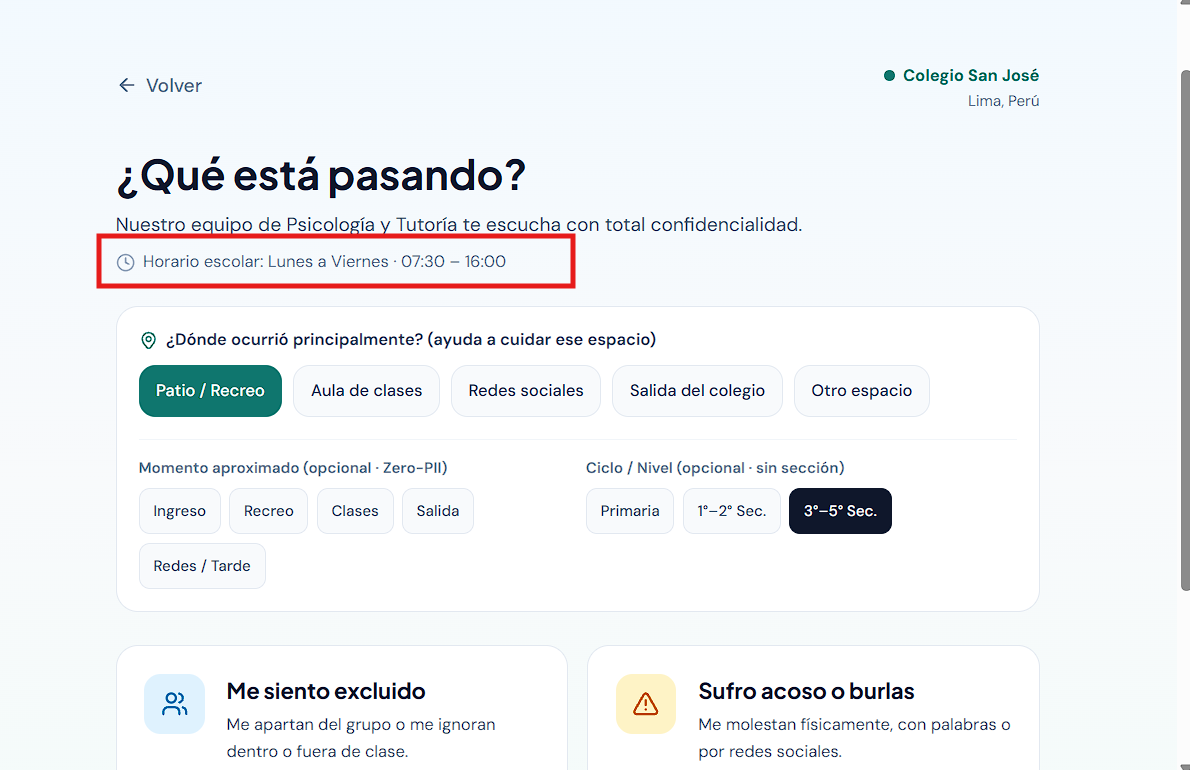 Volver
Colegio San José
Lima, Perú
¿Qué está pasando?
Nuestro equipo de Psicología y Tutoría te escucha con total confidencialidad.
Horario escolar: Lunes a Viernes · 07:30 – 16:00
¿Dónde ocurrió principalmente? (ayuda a cuidar ese espacio)
Patio / Recreo
Aula de clases
Redes sociales
Salida del colegio
Otro espacio
Momento aproximado (opcional · Zero-PII)
Ingreso
Recreo
Clases
Salida
Redes / Tarde
Ciclo / Nivel (opcional · sin sección)
Primaria
1°–2° Sec.
3°–5° Sec.
Me siento excluido
Me apartan del grupo o me ignoran
dentro o fuera de clase.
Sufro acoso o burlas
Me molestan físicamente, con palabras o
por redes sociales.